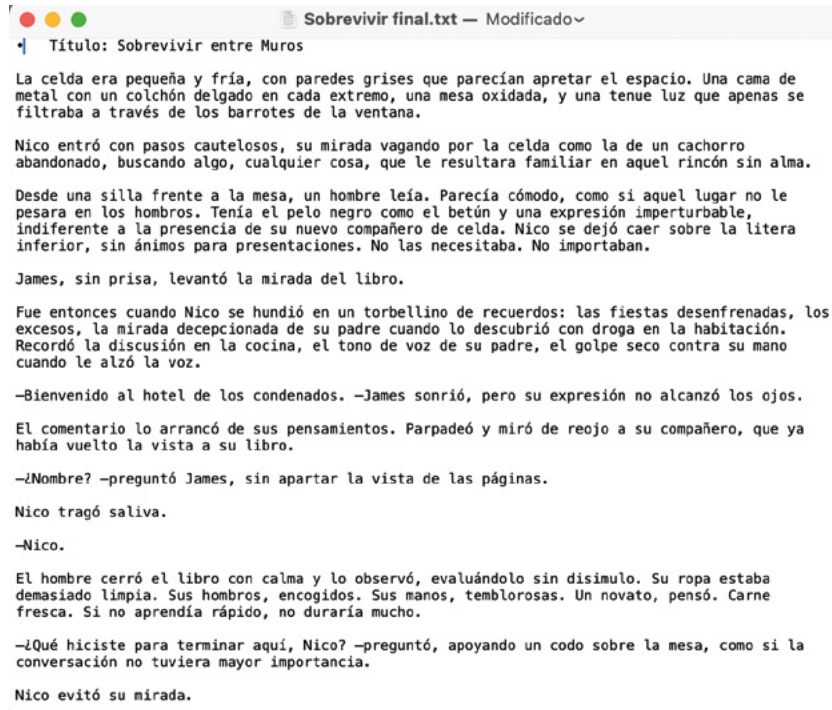 Sobrevivir final.txt — Modificado
•	Título: Sobrevivir entre Muros
La celda era pequeña y fría, con paredes grises que parecían apretar el espacio. Una cama de
metal con un colchón delgado en cada extremo, una mesa oxidada, y una tenue luz que apenas se
filtraba a través de los barrotes de la ventana.
Nico entró con pasos cautelosos, su mirada vagando por la celda como la de un cachorro
abandonado, buscando algo, cualquier cosa, que le resultara familiar en aquel rincón sin alma.
Desde una silla frente a la mesa, un hombre leía. Parecía cómodo, como si aquel lugar no le
pesara en los hombros. Tenía el pelo negro como el betún y una expresión imperturbable,
indiferente a la presencia de su nuevo compañero de celda. Nico se dejó caer sobre la litera
inferior, sin ánimos para presentaciones. No las necesitaba. No importaban.
James, sin prisa, levantó la mirada del libro.
Fue entonces cuando Nico se hundió en un torbellino de recuerdos: las fiestas desenfrenadas, los
excesos, la mirada decepcionada de su padre cuando lo descubrió con droga en la habitación.
Recordó la discusión en la cocina, el tono de voz de su padre, el golpe seco contra su mano
cuando le alzó la voz.
—Bienvenido al hotel de los condenados. —James sonrió, pero su expresión no alcanzó los ojos.
El comentario lo arrancó de sus pensamientos. Parpadeó y miró de reojo a su compañero, que ya
había vuelto la vista a su libro.
—¿Nombre? —preguntó James, sin apartar la vista de las páginas.
Nico tragó saliva.
—Nico.
El hombre cerró el libro con calma y lo observó, evaluándolo sin disimulo. Su ropa estaba
demasiado limpia. Sus hombros, encogidos. Sus manos, temblorosas. Un novato, pensó. Carne
fresca. Si no aprendía rápido, no duraría mucho.
—¿Qué hiciste para terminar aquí, Nico? —preguntó, apoyando un codo sobre la mesa, como si la
conversación no tuviera mayor importancia.
Nico evitó su mirada.